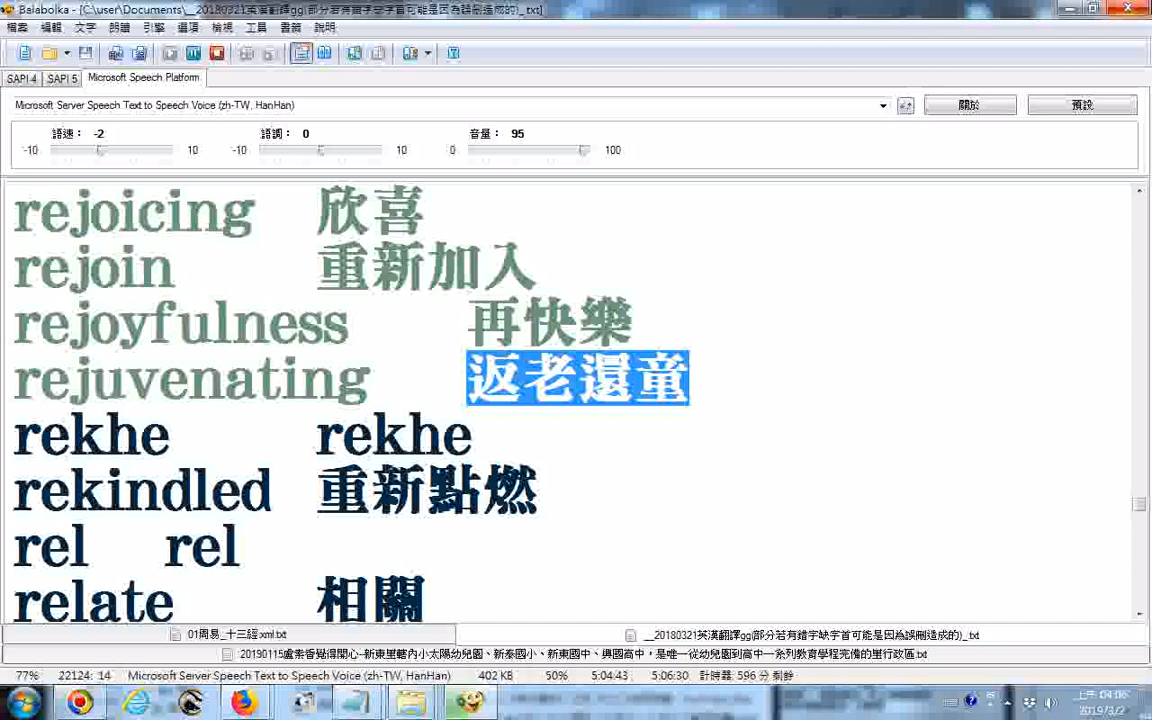 Balabolka - [C:\user\Documents\__20180321英漢翻譯ggl(部分若有錯字缺字首可能是因為誤刪造成的)_.txt]
檔案 編輯 文字 朗讀 引擎 選項 檢視 工具 書籤 說明
SAPI 4 SAPI 5 Microsoft Speech Platform
Microsoft Server Speech Text to Speech Voice (zh-TW, HanHan) 關於 預設
語速： -2 語調： 0 音量： 95
-10 10 -10 10 0 100
rejoicing 欣喜
rejoin 重新加入
rejoyfulness 再快樂
rejuvenating 返老還童
rekhe rekhe
rekindled 重新點燃
rel rel
relate 相關
01周易_十三經.xml.txt __20180321英漢翻譯ggl(部分若有錯字缺字首可能是因為誤刪造成的)_.txt
20190115盧素香覺得開心~新東里轄內小太陽幼兒園、新泰國小、新東國中、興國高中，是唯一從幼兒園到高中一系列教育學程完備的里行政區.txt
77% 22124: 14 Microsoft Server Speech Text to Speech Voice (zh-TW, HanHan) 402 KB 50% 5:04:43 5:06:30 計時器: 596 分 剩餘
上午 04:06
2019/3/2